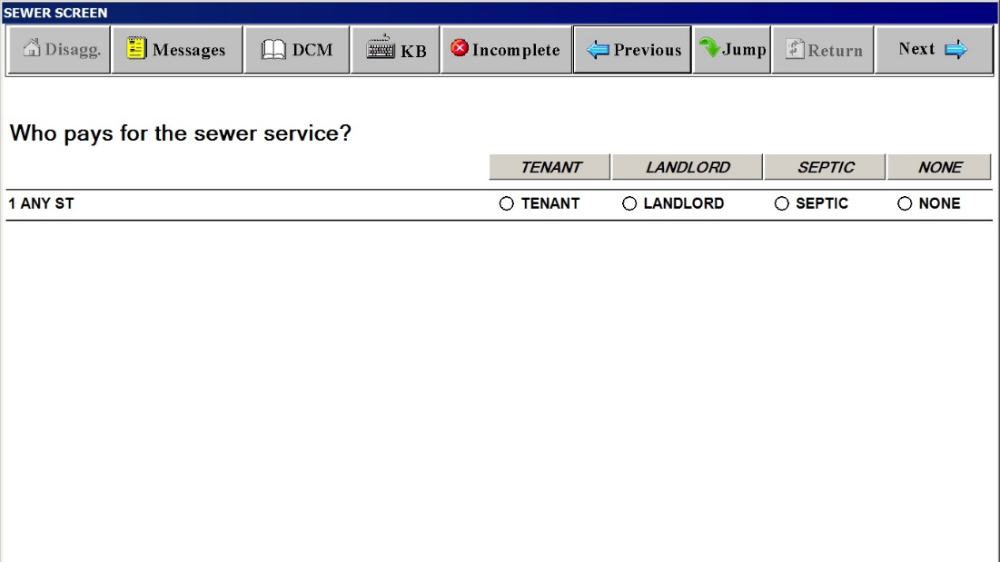 SEWER SCREEN
Disagg. Messages DCM KB Incomplete Previous Jump Return Next
Who pays for the sewer service?
TENANT LANDLORD SEPTIC NONE
1 ANY ST TENANT LANDLORD SEPTIC NONE